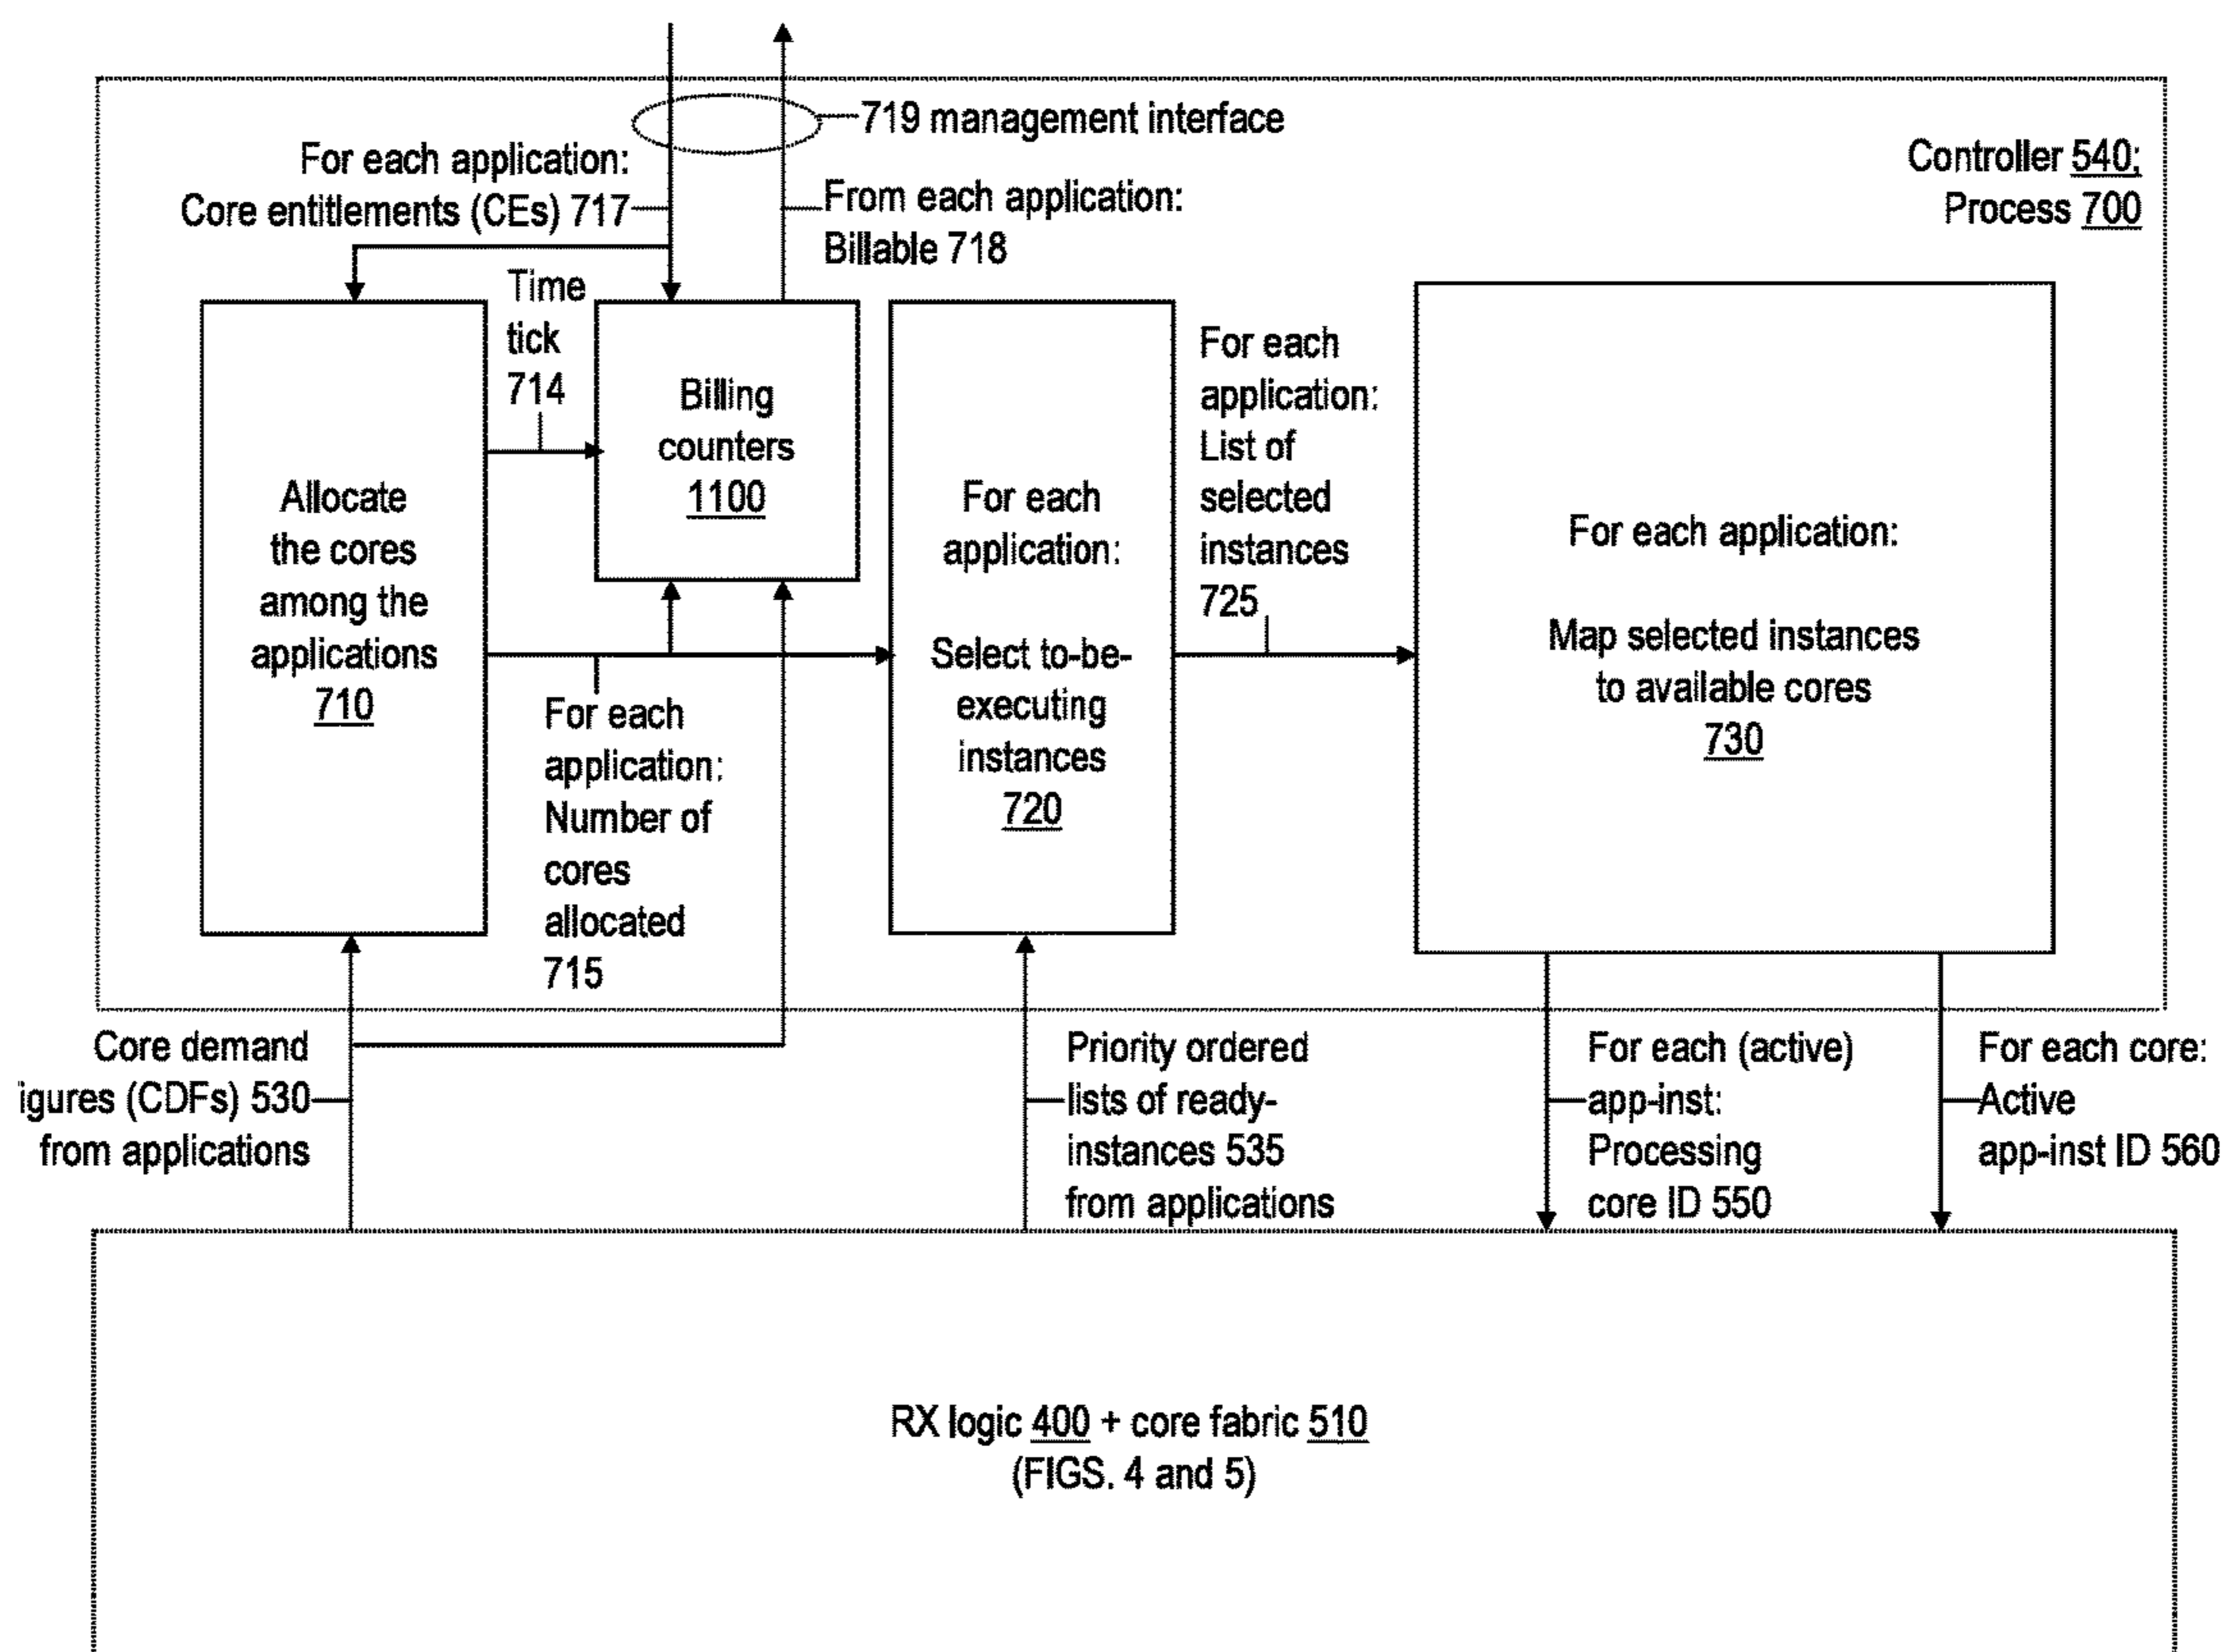 719 management interface
For each application:
Core entitlements (CEs) 717
From each application:
Billable 718
Controller 540;
Process 700
Time
tick
714
Allocate
the cores
among the
applications
710
Billing
counters
1100
For each
application:
Number of
cores
allocated
715
For each
application:
Select to-be-
executing
instances
720
For each
application:
List of
selected
instances
725
For each application:
Map selected instances
to available cores
730
Core demand
igures (CDFs) 530
from applications
Priority ordered
lists of ready-
instances 535
from applications
For each (active)
app-inst:
Processing
core ID 550
For each core:
Active
app-inst ID 560
RX logic 400 + core fabric 510
(FIGS. 4 and 5)